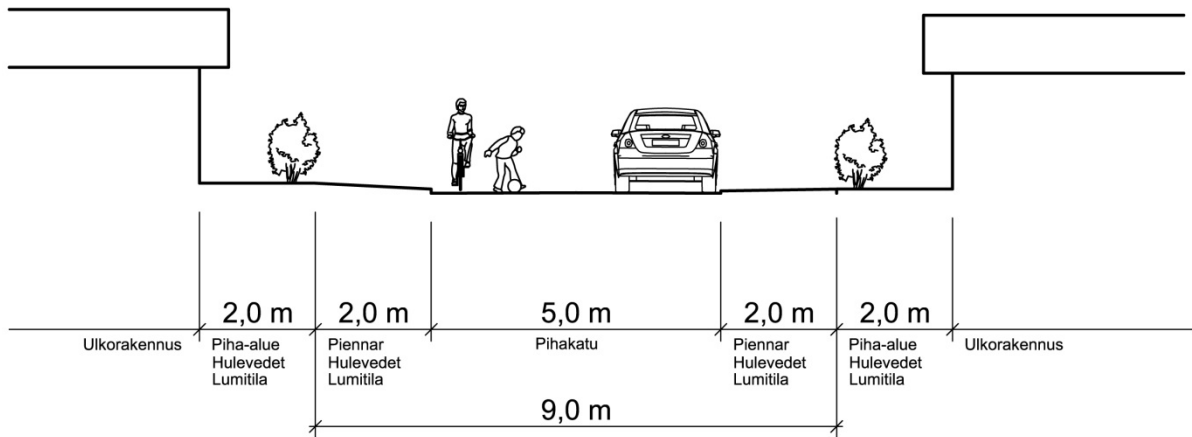 2,0 m
2,0 m
5,0 m
2,0 m
2,0 m
Ulkorakennus
Piha-alue
Hulevedet
Lumitila
Piennar
Hulevedet
Lumitila
Pihakatu
Piennar
Hulevedet
Lumitila
Piha-alue
Hulevedet
Lumitila
Ulkorakennus
9,0 m